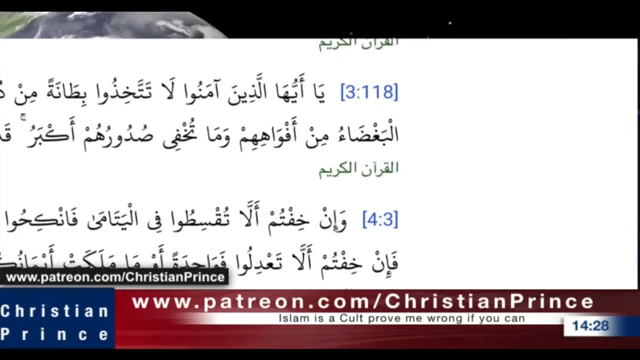 القرآن الكريم
[3:118] يَا أَيُّهَا الَّذِينَ آمَنُوا لَا تَتَّخِذُوا بِطَانَةً مِنْ
الْبَغْضَاءُ مِنْ أَفْوَاهِهِمْ وَمَا تُخْفِي صُدُورُهُمْ أَكْبَرُ ۚ
القرآن الكريم
[4:3] وَإِنْ خِفْتُمْ أَلَّا تُقْسِطُوا فِي الْيَتَامَىٰ فَانْكِحُوا
فَإِنْ خِفْتُمْ أَلَّا تَعْدِلُوا فَوَاحِدَةً أَوْ مَا مَلَكَتْ
www.patreon.com/ChristianPrince
www.patreon.com/ChristianPrince
Islam is a Cult prove me wrong if you can
Christian
Prince
14:28